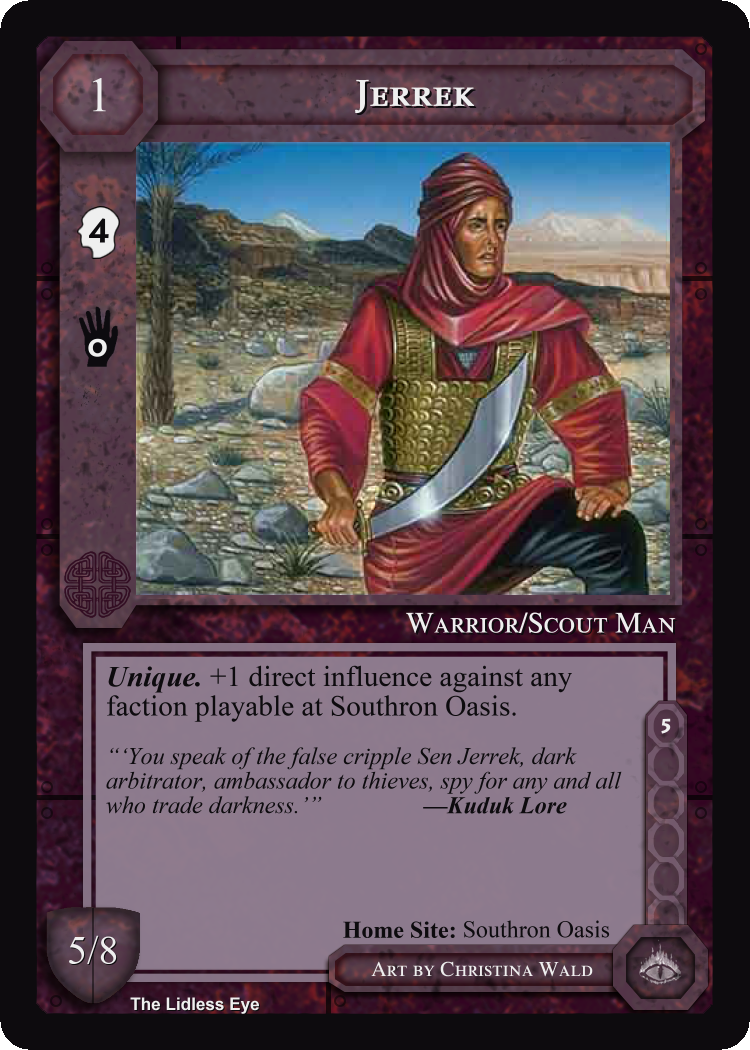 1
Jerrek
4
0
Warrior/Scout Man
Unique. +1 direct influence against any
faction playable at Southron Oasis.
5
“‘You speak of the false cripple Sen Jerrek, dark
arbitrator, ambassador to thieves, spy for any and all
who trade darkness.’” —Kuduk Lore
Home Site: Southron Oasis
5/8
Art by Christina Wald
The Lidless Eye